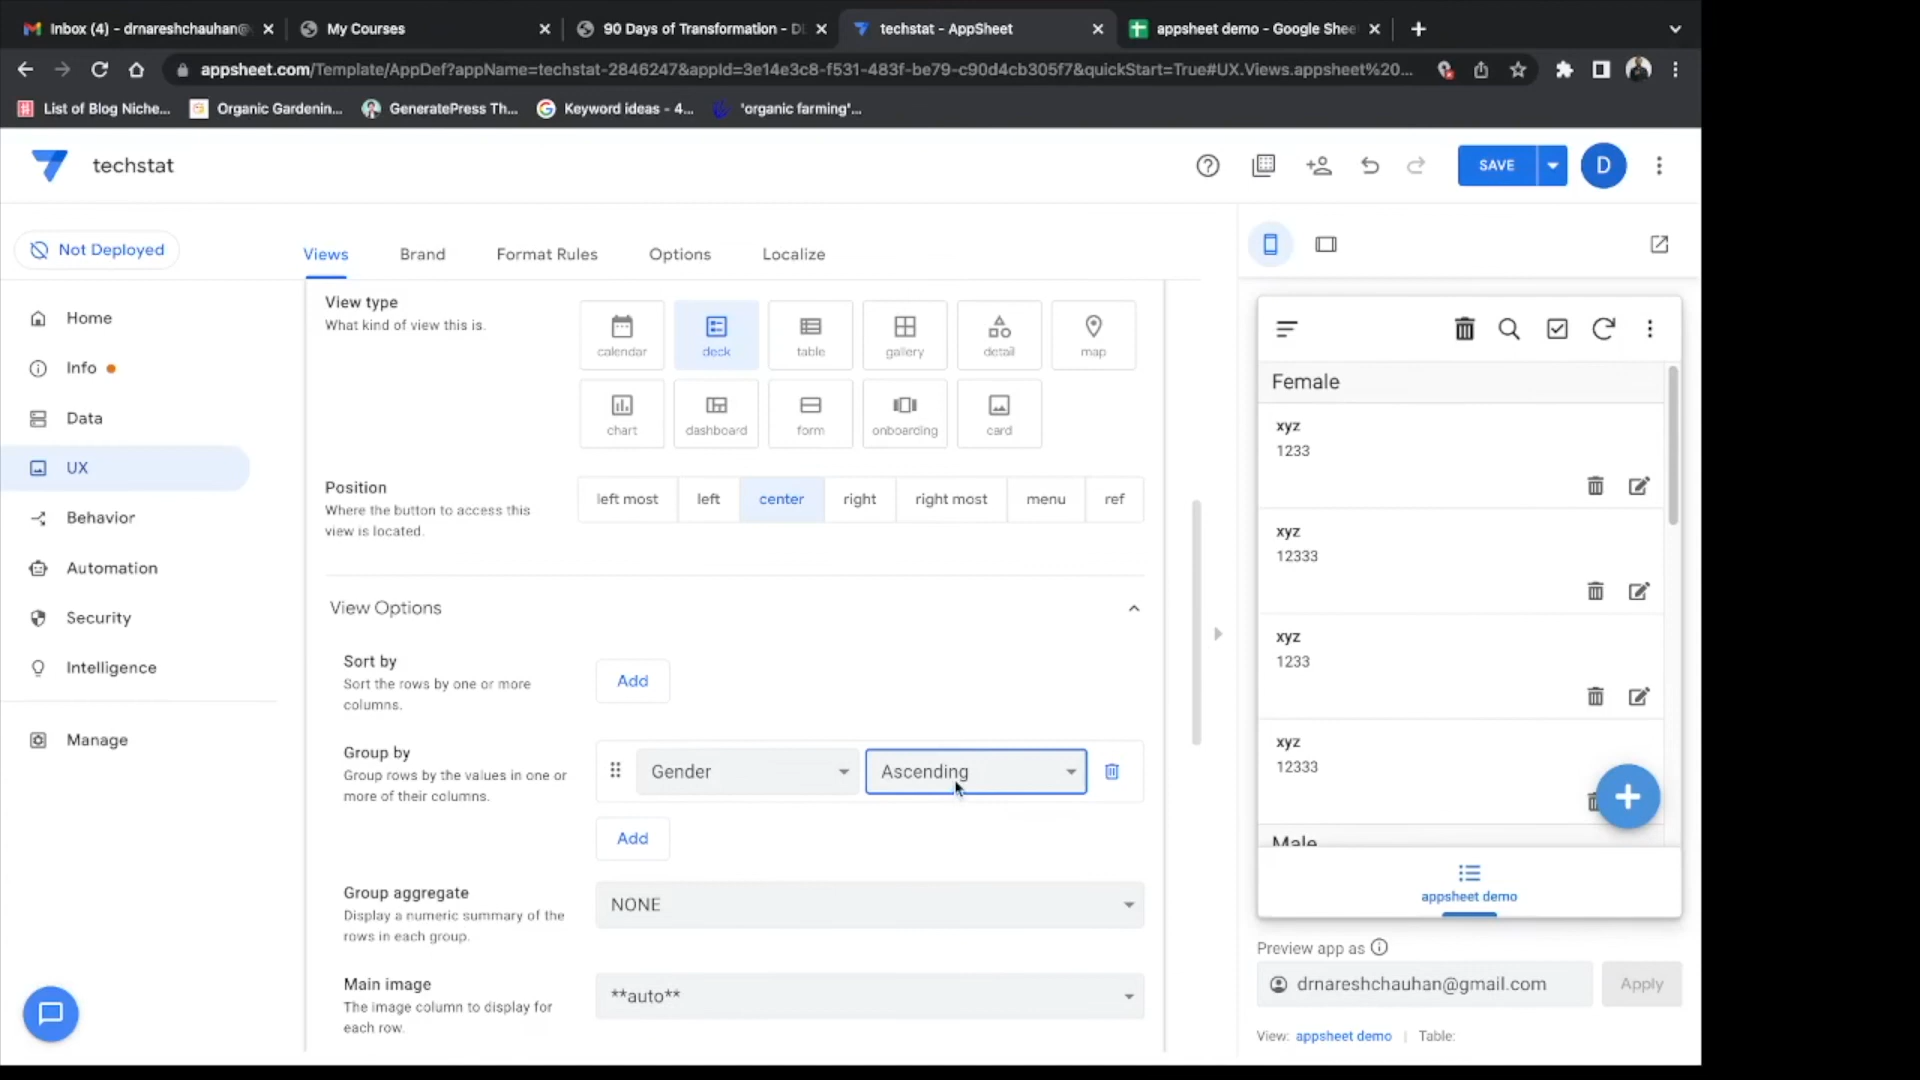 Inbox (4) - drnareshchauhan@
My Courses
90 Days of Transformation - D
techstat - AppSheet
appsheet demo - Google Shee
appsheet.com/Template/AppDef?appName=techstat-2846247&appId=3e14e3c8-f531-483f-be79-c90d4cb305f7&quickStart=True#UX.Views.appsheet%20...
List of Blog Niche...
Organic Gardenin...
GeneratePress Th...
Keyword ideas - 4...
'organic farming'...
techstat
SAVE
D
Not Deployed
Views
Brand
Format Rules
Options
Localize
Home
Info
Data
UX
Behavior
Automation
Security
Intelligence
Manage
View type
What kind of view this is.
calendar
deck
table
gallery
detail
map
chart
dashboard
form
onboarding
card
Position
Where the button to access this
view is located.
left most
left
center
right
right most
menu
ref
View Options
Sort by
Sort the rows by one or more
columns.
Add
Group by
Group rows by the values in one or
more of their columns.
Gender
Ascending
Add
Group aggregate
Display a numeric summary of the
rows in each group.
NONE
Main image
The image column to display for
each row.
**auto**
Female
xyz
1233
xyz
12333
xyz
1233
xyz
12333
Male
appsheet demo
Preview app as
drnareshchauhan@gmail.com
Apply
View: appsheet demo | Table: